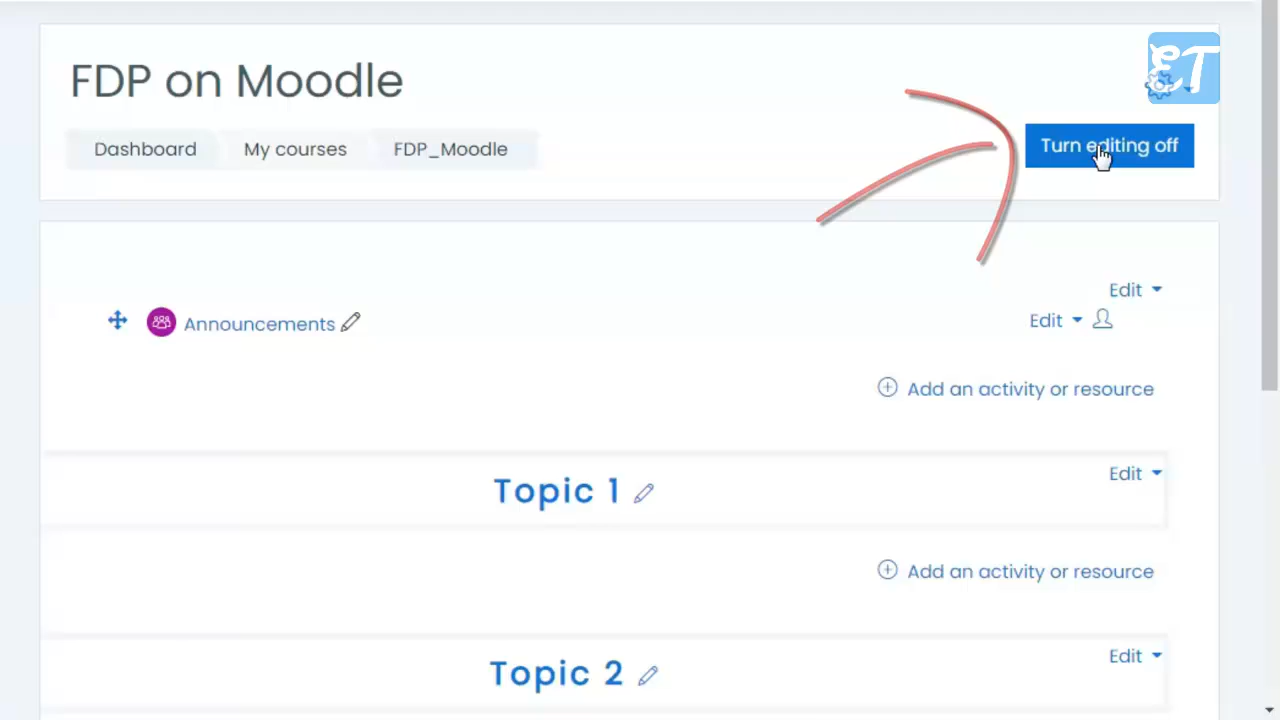 FDP on Moodle
ET
Dashboard My courses FDP_Moodle
Turn editing off
Edit
Announcements
Edit
Add an activity or resource
Topic 1
Edit
Add an activity or resource
Topic 2
Edit